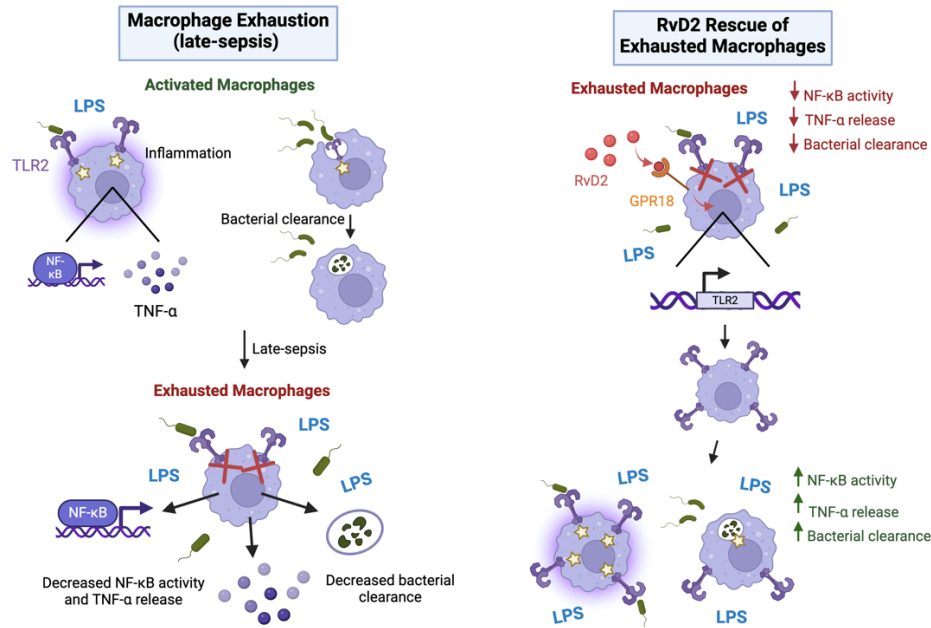 Macrophage Exhaustion
(late-sepsis)
Activated Macrophages
LPS
TLR2
Inflammation
NF-
κB
TNF-α
Bacterial clearance
Late-sepsis
Exhausted Macrophages
LPS
LPS
LPS
NF-κB
Decreased NF-κB activity
and TNF-α release
Decreased bacterial
clearance
RvD2 Rescue of
Exhausted Macrophages
Exhausted Macrophages
NF-κB activity
TNF-α release
Bacterial clearance
LPS
RvD2
GPR18
LPS
LPS
TLR2
LPS
LPS
NF-κB activity
TNF-α release
Bacterial clearance
LPS
LPS